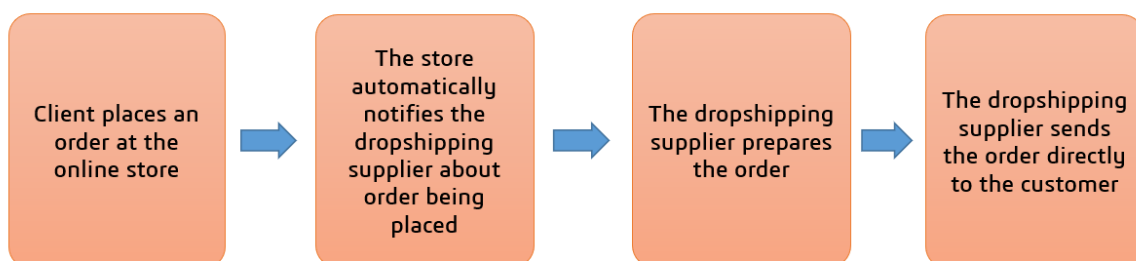 Client places an
order at the
online store
The store
automatically
notifies the
dropshipping
supplier about
order being
placed
The dropshipping
supplier prepares
the order
The dropshipping
supplier sends
the order directly
to the customer